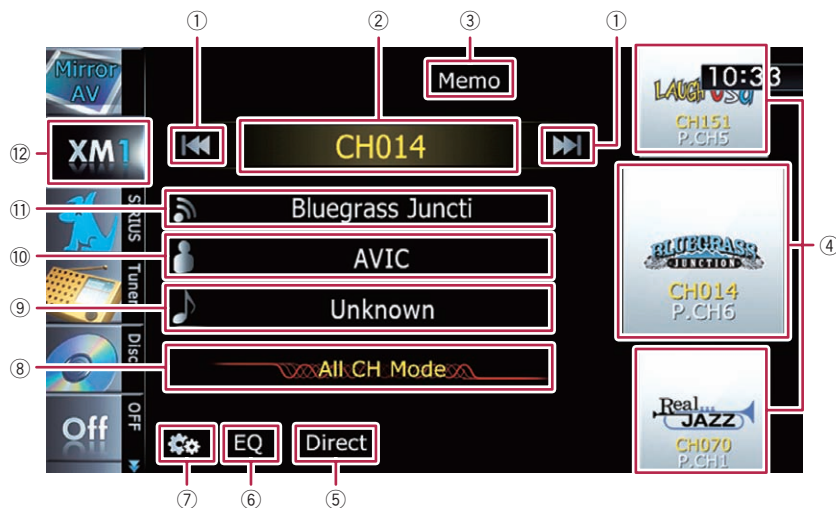 ① ② ③ ①
Mirror
AV
Memo
10:33
LAUGH USA
CH151
P.CH5
⑫
XM1
CH014
⑪
Bluegrass Juncti
SIRIUS
④
BLUEGRASS
JUNCTION
CH014
P.CH6
⑩
AVIC
Tuner
⑨
Unknown
Disc
⑧
All CH Mode
Real...
JAZZ
CH070
P.CH1
Off
OFF
EQ
Direct
⑦ ⑥ ⑤